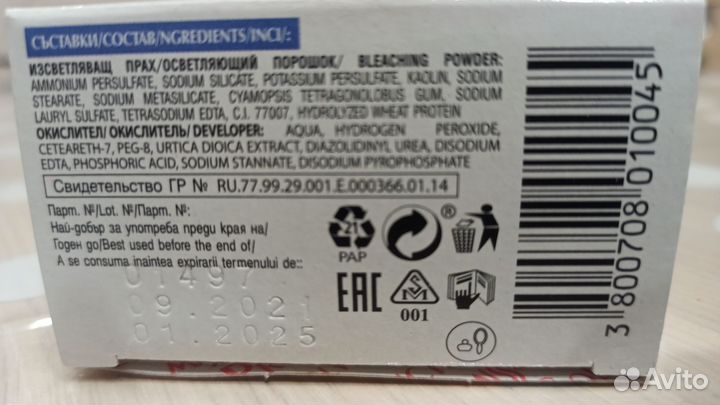 СЪСТАВКИ/СОСТАВ/NGREDIENTS/INCI/:
ИЗСВЕТЛЯВАЩ ПРАХ/ОСВЕТЛЯЮЩИЙ ПОРОШОК/ BLEACHING POWDER:
AMMONIUM PERSULFATE, SODIUM SILICATE, POTASSIUM PERSULFATE, KAOLIN, SODIUM
STEARATE, SODIUM METASILICATE, CYAMOPSIS TETRAGONOLOBUS GUM, SODIUM
LAURYL SULFATE, TETRASODIUM EDTA, C.I. 77007, HYDROLYZED WHEAT PROTEIN
ОКИСЛИТЕЛ/ ОКИСЛИТЕЛЬ/ DEVELOPER: AQUA, HYDROGEN PEROXIDE,
CETEARETH-7, PEG-8, URTICA DIOICA EXTRACT, DIAZOLIDINYL UREA, DISODIUM
EDTA, PHOSPHORIC ACID, SODIUM STANNATE, DISODIUM PYROPHOSPHATE
Свидетельство ГР № RU.77.99.29.001.Е.000366.01.14
Парт. №/Lot. №/Парт. №:
Най-добър за употреба преди края на/
Годен до/Best used before the end of/
A se consuma inaintea expirarii termenului de::
01497
09.2021
01.2025
21
PAP
®
EAC
SM
001
3 800708 010045
Avito